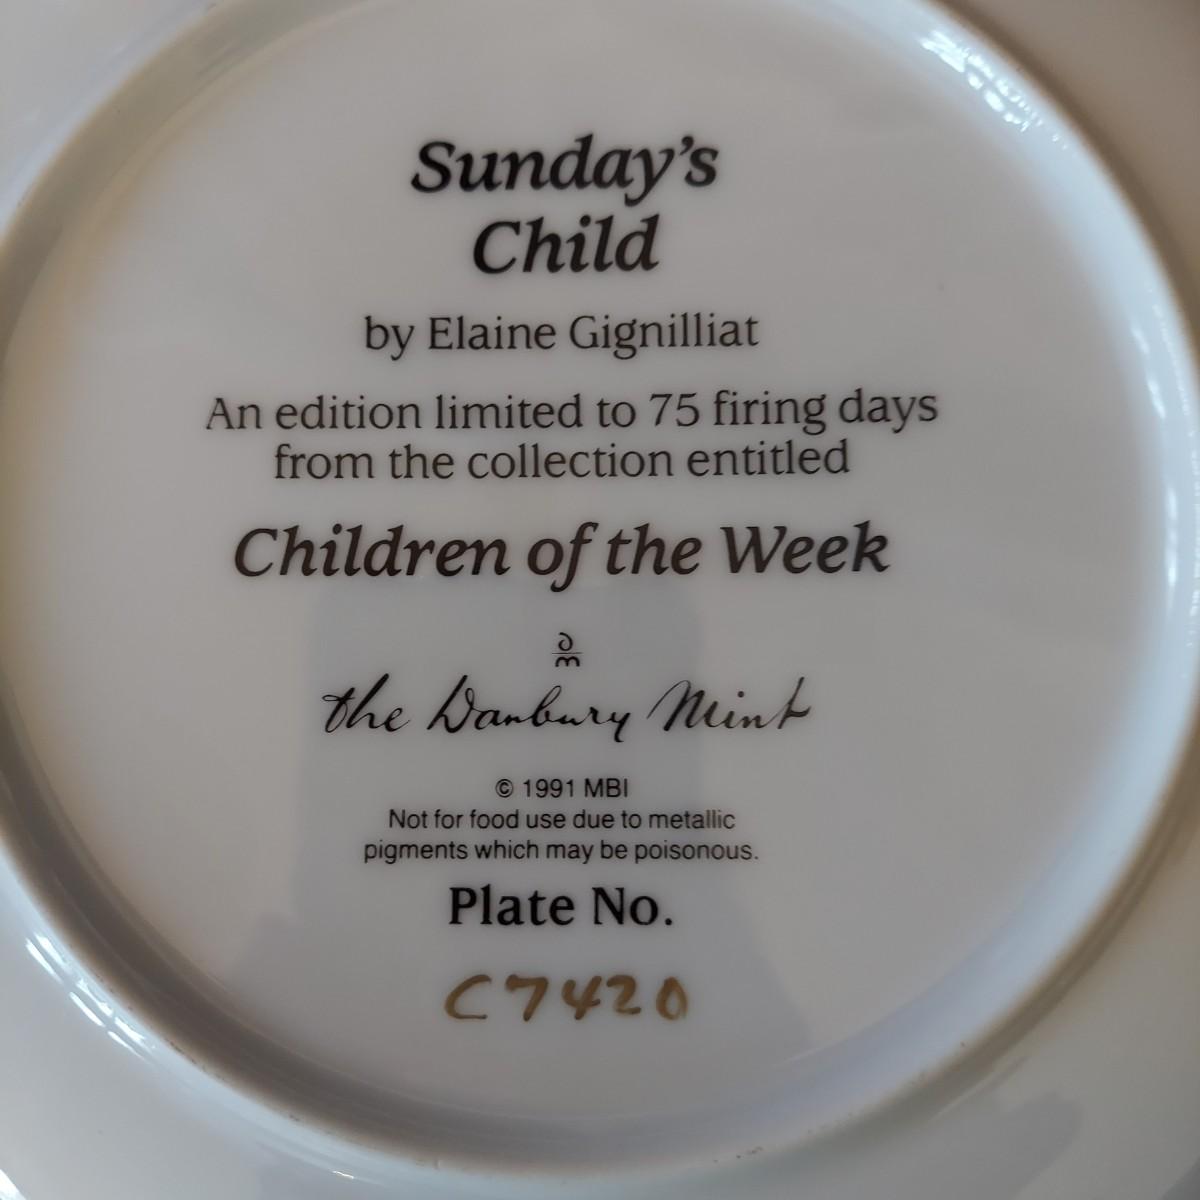 Sunday's
Child
by Elaine Gignilliat
An edition limited to 75 firing days
from the collection entitled
Children of the Week
dm
the Danbury Mint
© 1991 MBI
Not for food use due to metallic
pigments which may be poisonous.
Plate No.
C7420